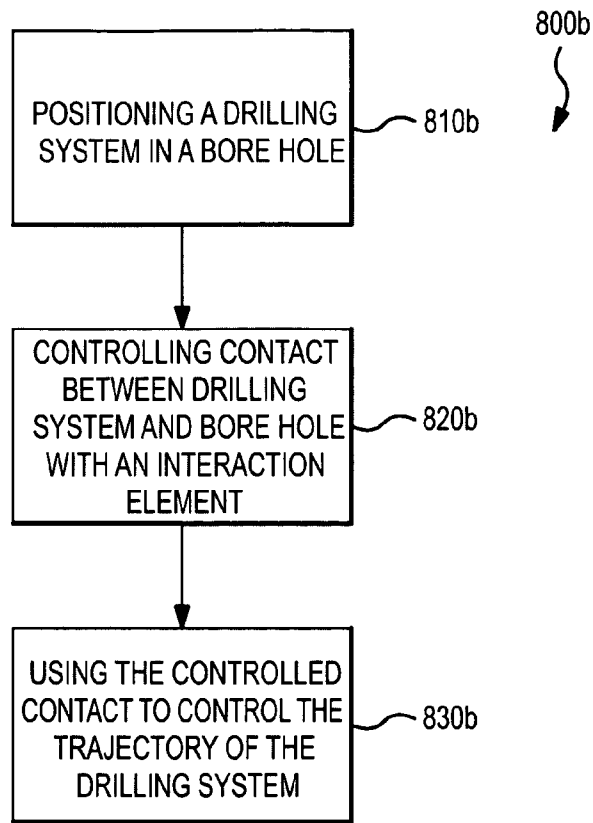 800b
POSITIONING A DRILLING
SYSTEM IN A BORE HOLE
810b
CONTROLLING CONTACT
BETWEEN DRILLING
SYSTEM AND BORE HOLE
WITH AN INTERACTION
ELEMENT
820b
USING THE CONTROLLED
CONTACT TO CONTROL THE
TRAJECTORY OF THE
DRILLING SYSTEM
830b